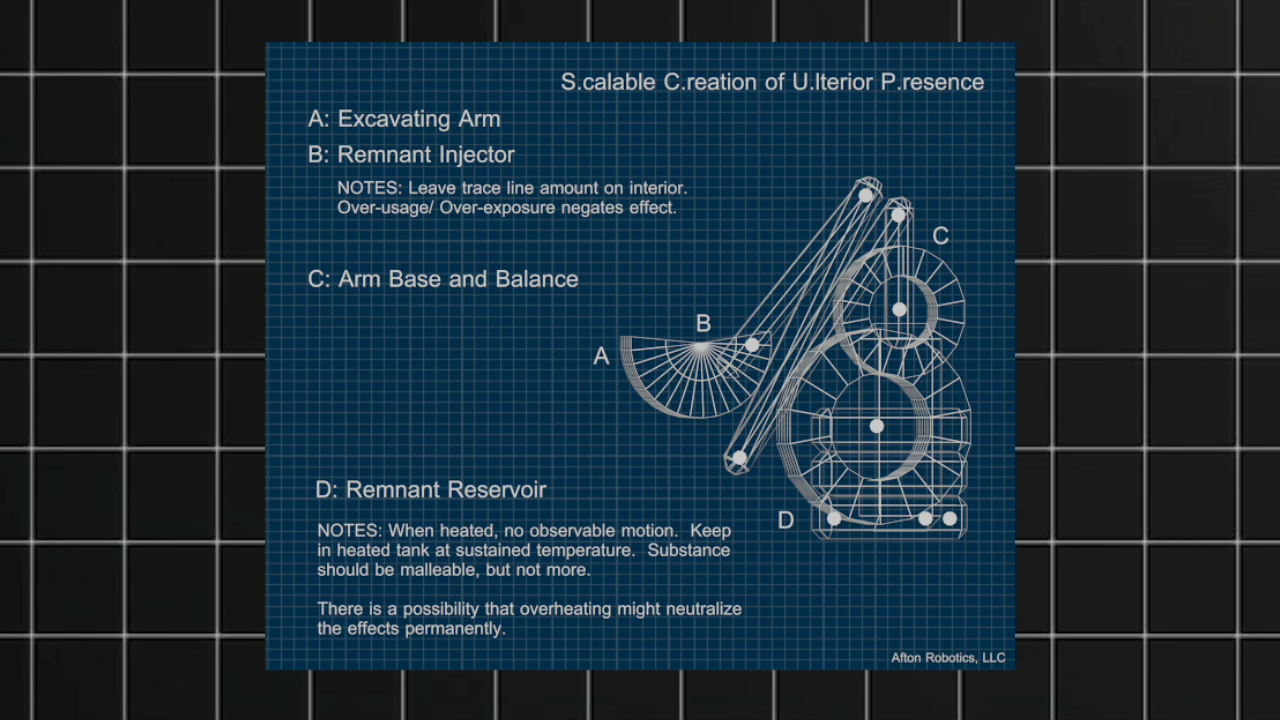 S.calable C.reation of U.lterior P.resence
A: Excavating Arm
B: Remnant Injector
NOTES: Leave trace line amount on interior.
Over-usage/ Over-exposure negates effect.
C
C: Arm Base and Balance
B
A
D: Remnant Reservoir
D
NOTES: When heated, no observable motion.  Keep
in heated tank at sustained temperature.  Substance
should be malleable, but not more.
There is a possibility that overheating might neutralize
the effects permanently.
Afton Robotics, LLC